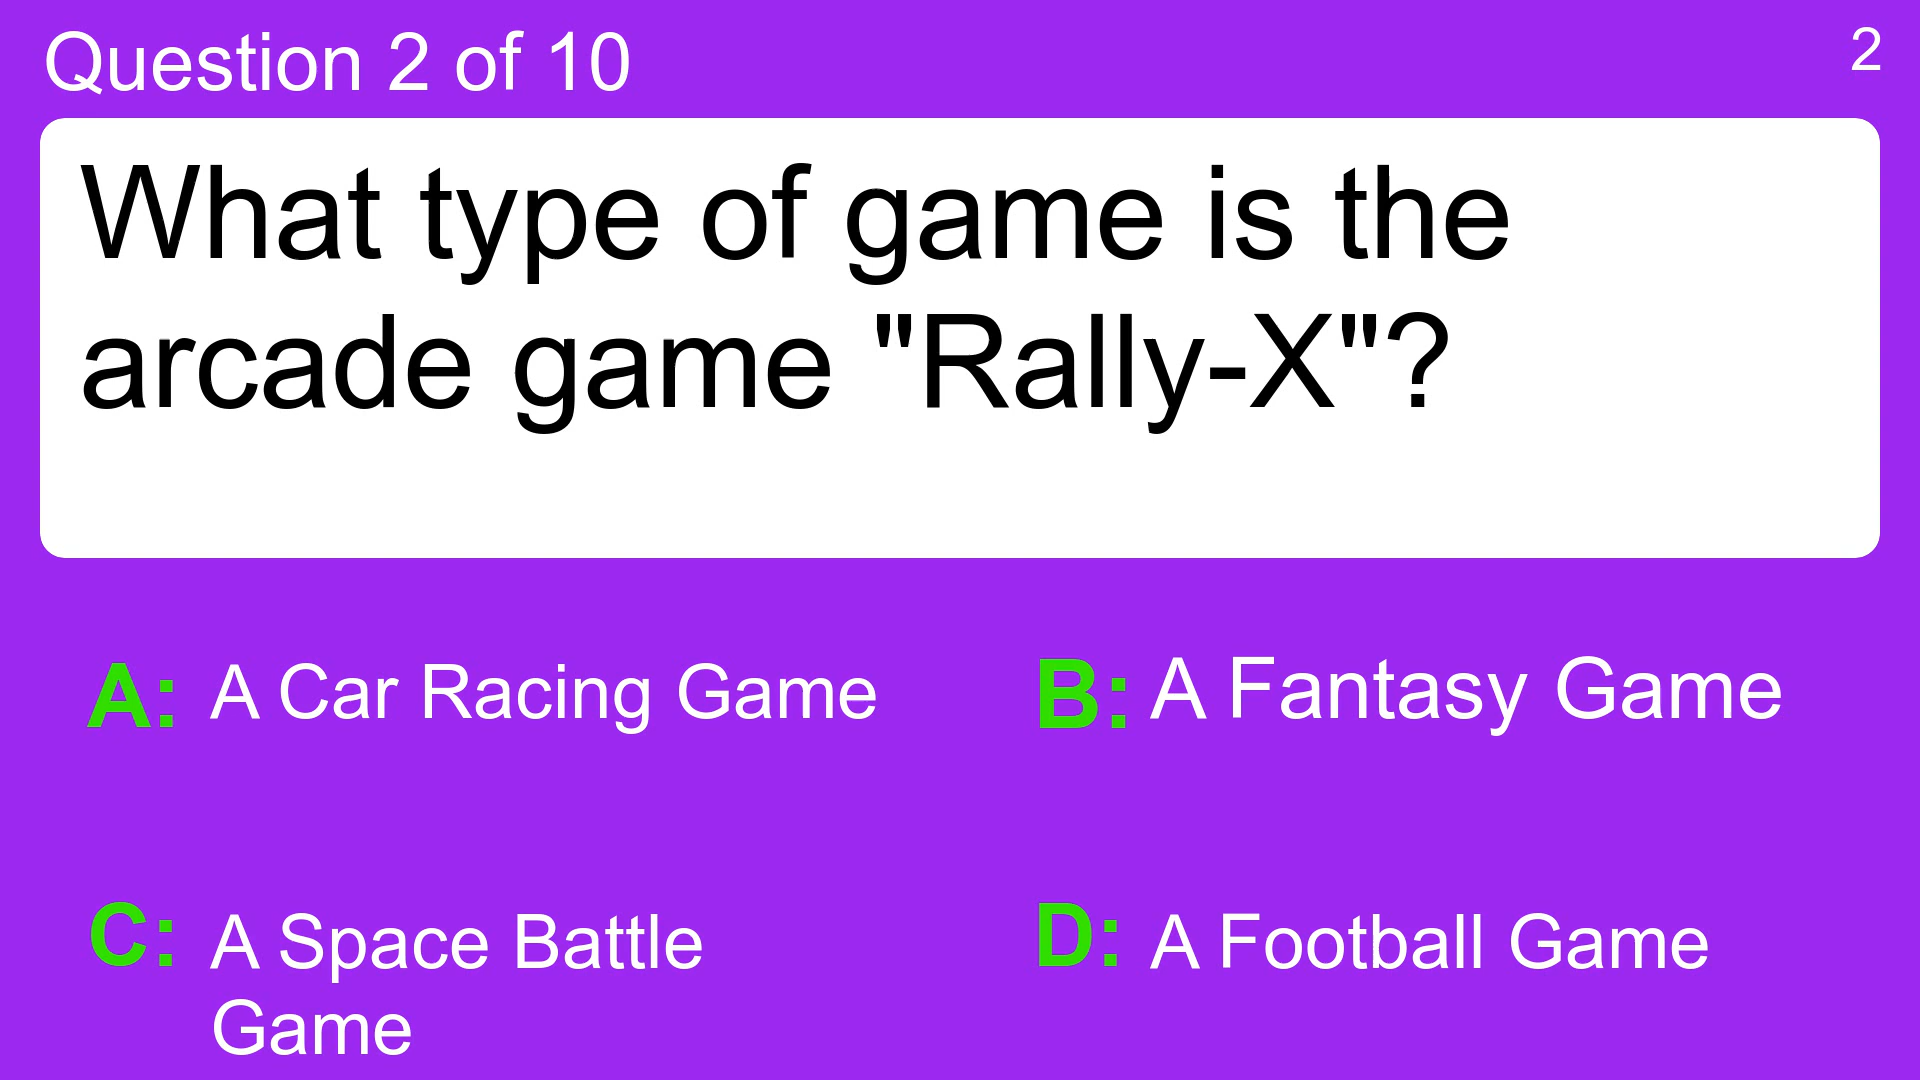 Question 2 of 10
2
What type of game is the
arcade game "Rally-X"?
A: A Car Racing Game
B: A Fantasy Game
C: A Space Battle
Game
D: A Football Game